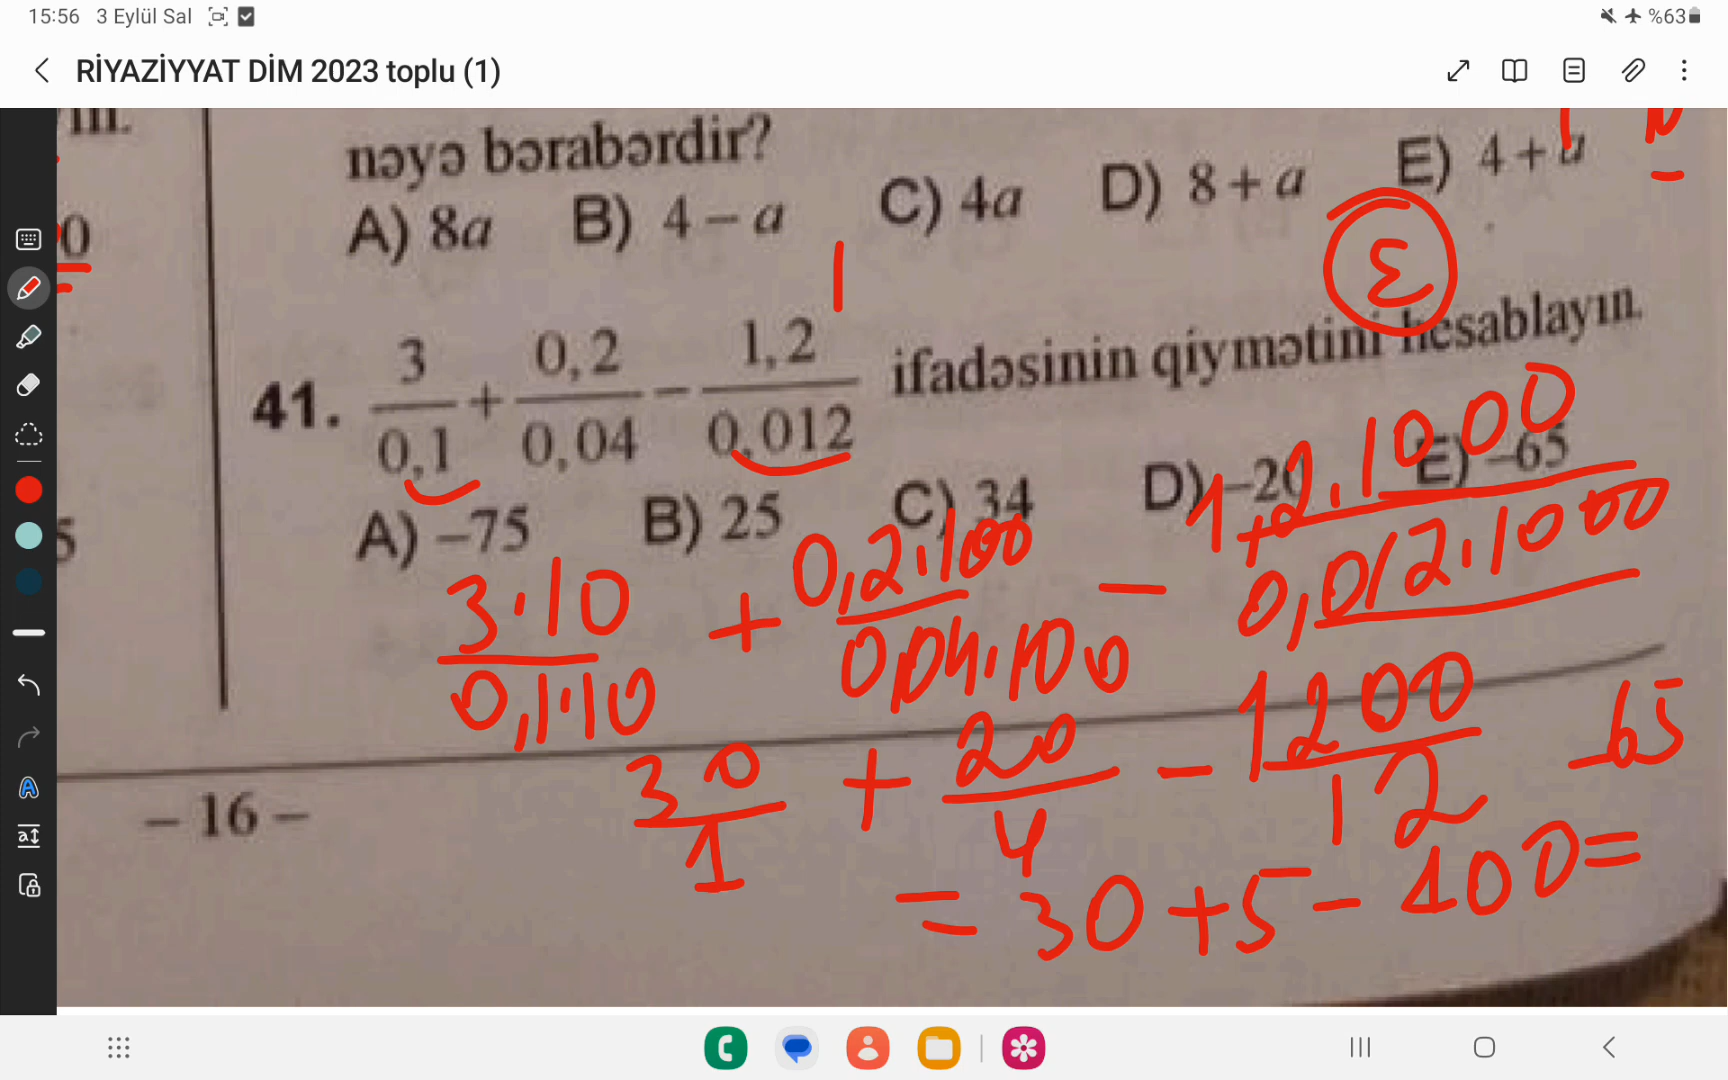 15:56 3 Eylül Sal %63
RİYAZİYYAT DİM 2023 toplu (1)
nəyə bərabərdir?
A) 8a B) 4 – a C) 4a D) 8 + a E) 4 +
E
41. 3/0,1 + 0,2/0,04 – 1,2/0,012 ifadəsinin qiymətini hesablayın.
A) –75 B) 25 C) 34 D) –20 E) –65
3·10/0,1·10 + 0,2·100/0,04·100 – 1,2·1000/0,012·1000
30/1 + 20/4 – 1200/12 –65
= 30 + 5 – 100 =
– 16 –